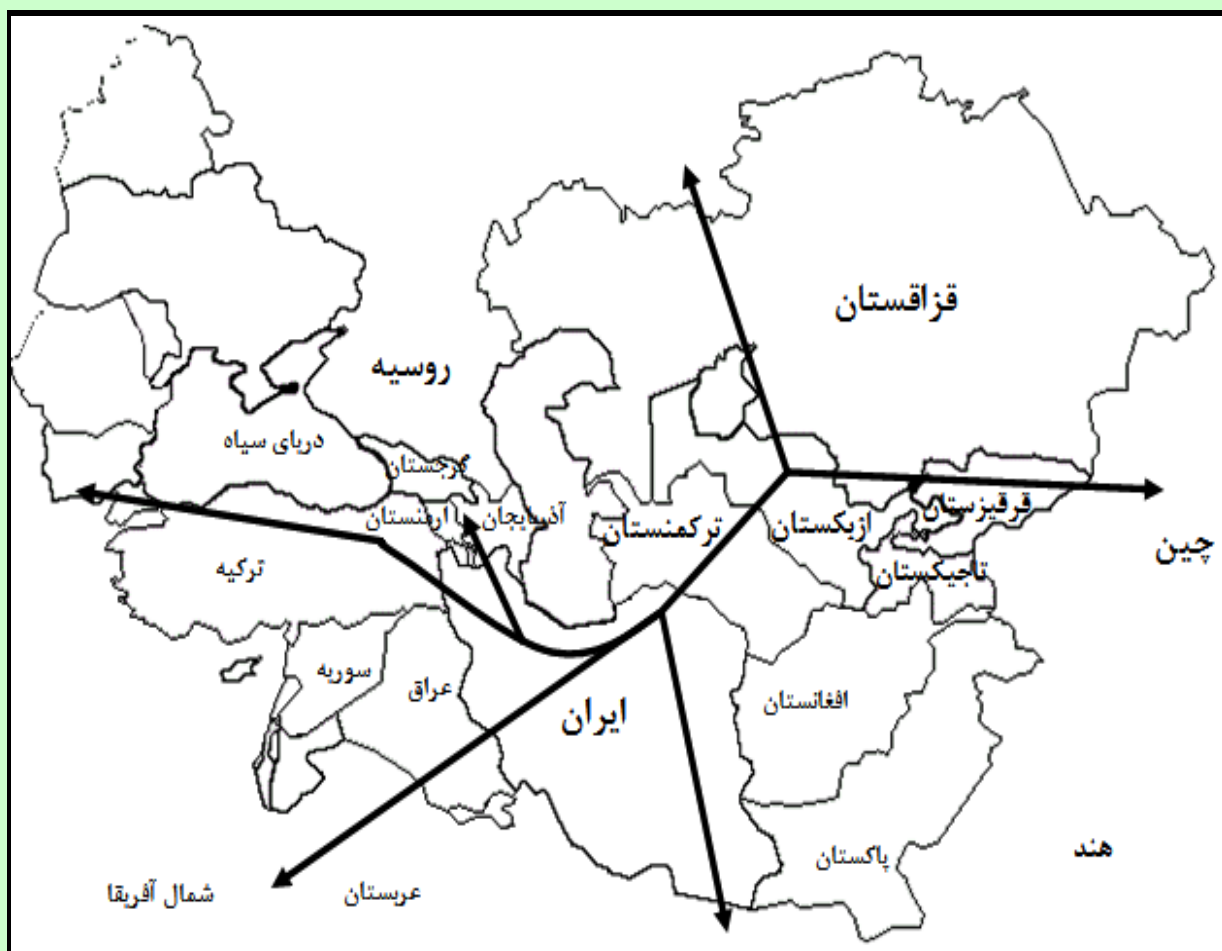 قزاقستان
روسیه
دریای سیاه
گرجستان
ارمنستان
آذربایجان
ترکمنستان
ازبکستان
قرقیزستان
چین
تاجیکستان
ترکیه
سوریه
عراق
ایران
افغانستان
پاکستان
هند
عربستان
شمال آفریقا